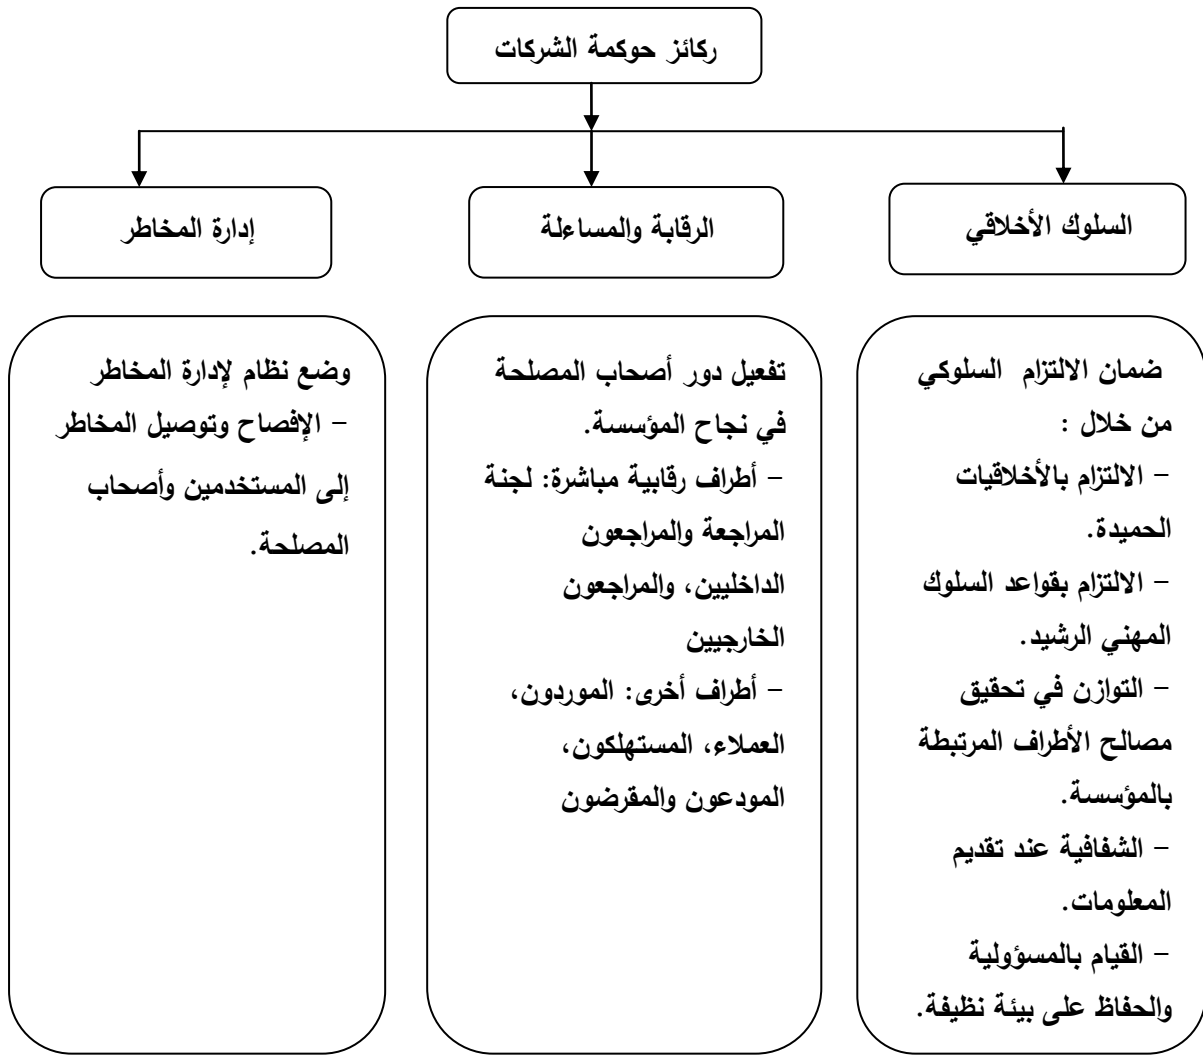 ركائز حوكمة الشركات
السلوك الأخلاقي
الرقابة والمساءلة
إدارة المخاطر
ضمان الالتزام السلوكي
من خلال :
- الالتزام بالأخلاقيات
الحميدة.
- الالتزام بقواعد السلوك
المهني الرشيد.
- التوازن في تحقيق
مصالح الأطراف المرتبطة
بالمؤسسة.
- الشفافية عند تقديم
المعلومات.
- القيام بالمسؤولية
والحفاظ على بيئة نظيفة.
تفعيل دور أصحاب المصلحة
في نجاح المؤسسة.
- أطراف رقابية مباشرة: لجنة
المراجعة والمراجعون
الداخليين، والمراجعون
الخارجيين
- أطراف أخرى: الموردون،
العملاء، المستهلكون،
المودعون والمقرضون
وضع نظام لإدارة المخاطر
- الإفصاح وتوصيل المخاطر
إلى المستخدمين وأصحاب
المصلحة.